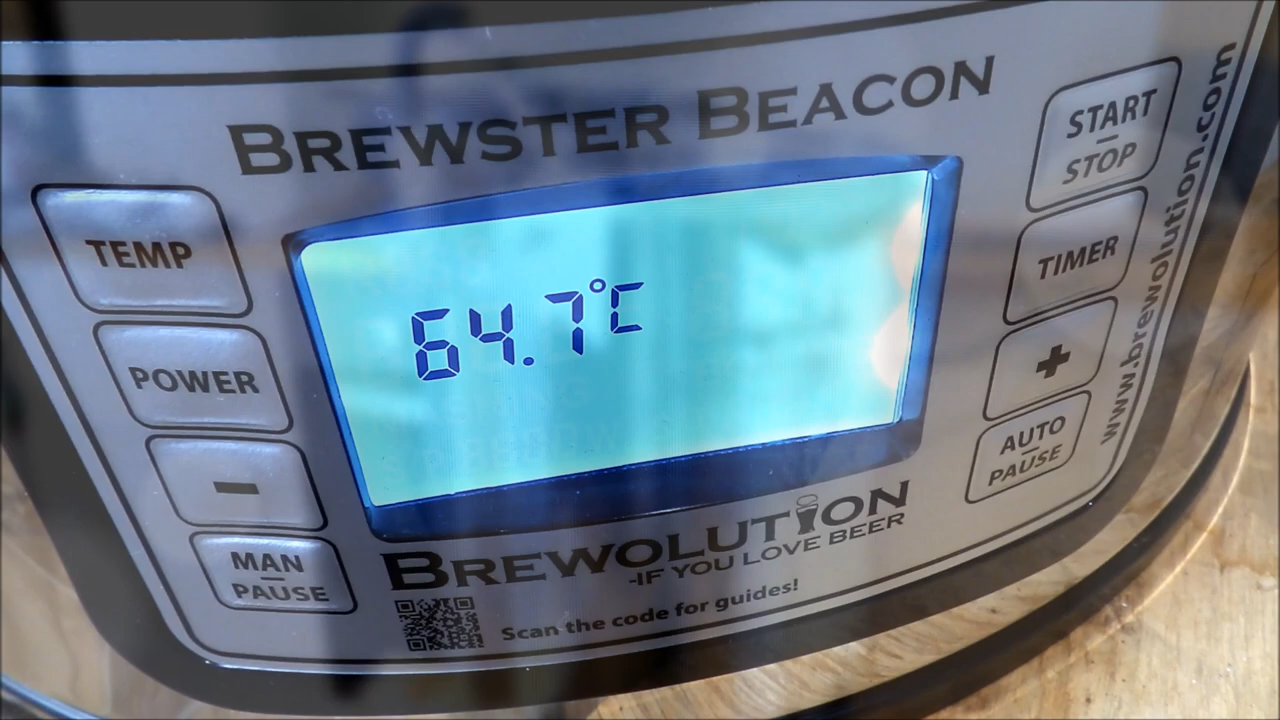 BREWSTER BEACON
TEMP
POWER
-
MAN
PAUSE
64.7°C
START
STOP
TIMER
+
AUTO
PAUSE
www.brewolution.com
BREWOLUTION
-IF YOU LOVE BEER
Scan the code for guides!